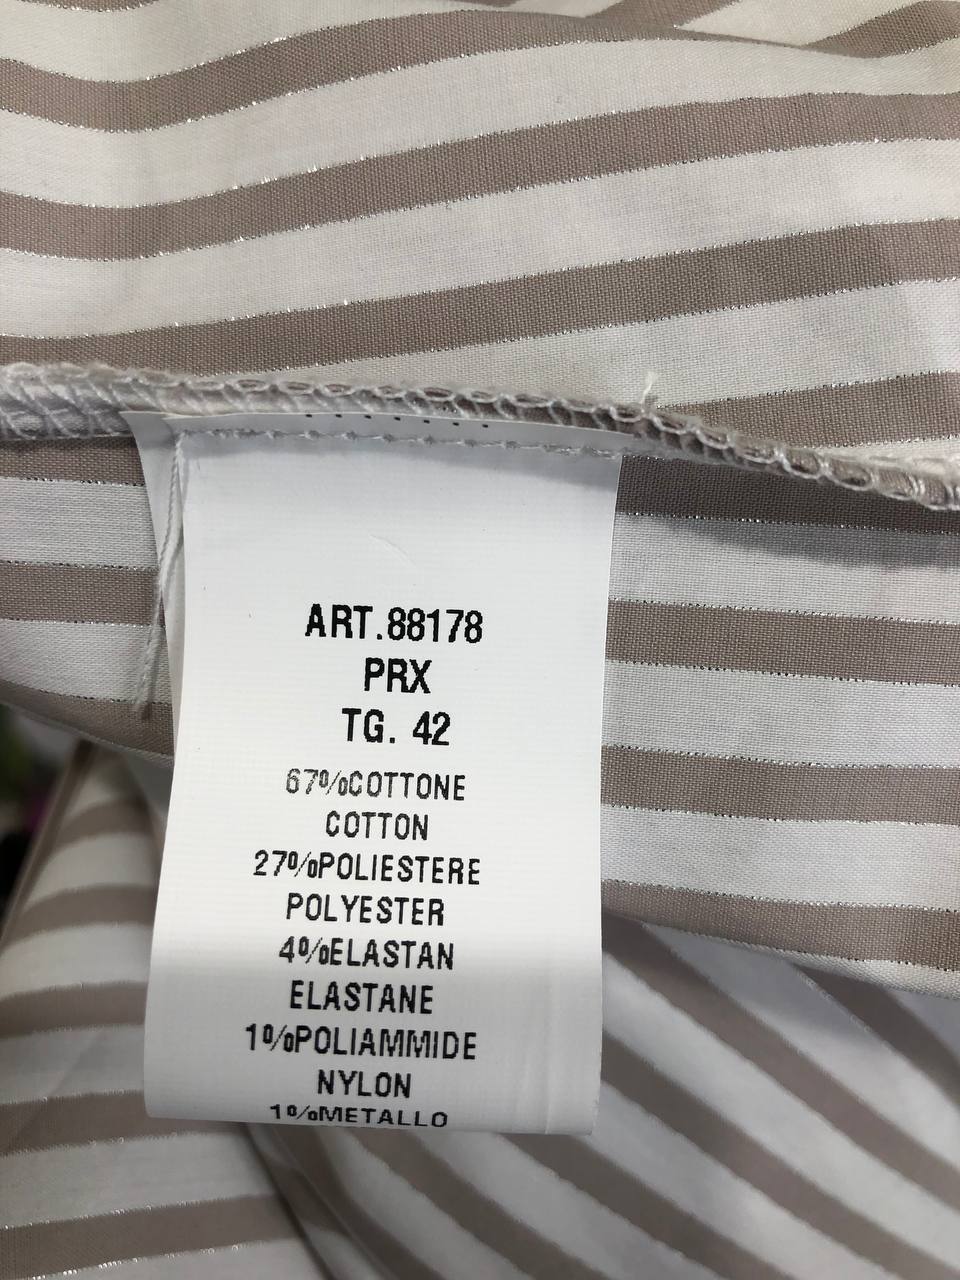 ART.88178
PRX
TG. 42
67%COTTONE
COTTON
27%POLIESTERE
POLYESTER
4%ELASTAN
ELASTANE
1%POLIAMMIDE
NYLON
1%METALLO